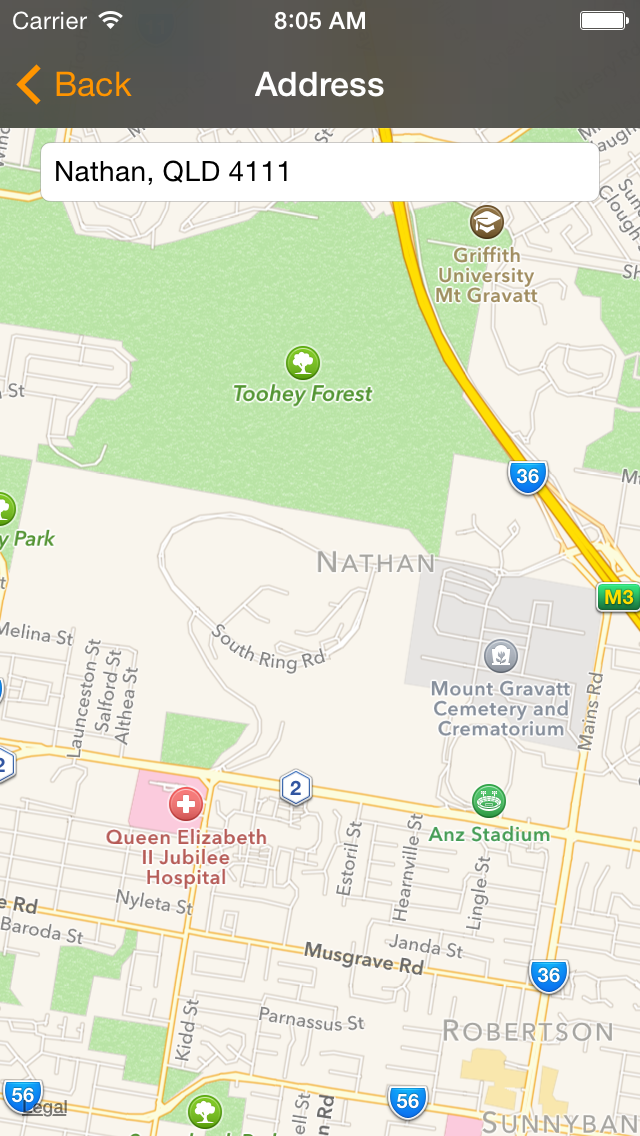 Carrier 8:05 AM
Back Address
Nathan, QLD 4111
Griffith
University
Mt Gravatt
Toohey Forest
St
36
y Park
NATHAN
M3
Melina St
South Ring Rd
Launceston St
Salford St
Althea St
Mount Gravatt
Cemetery and
Crematorium
Mains Rd
2
2
Queen Elizabeth
II Jubilee
Hospital
Anz Stadium
Estoril St
Hearnville St
Lingle St
Nyleta St
e Rd
Baroda St
Musgrave Rd
Janda St
36
Kidd St
Parnassus St
ROBERTSON
56
Legal
56
ell St
n Rd
SUNNYBAN